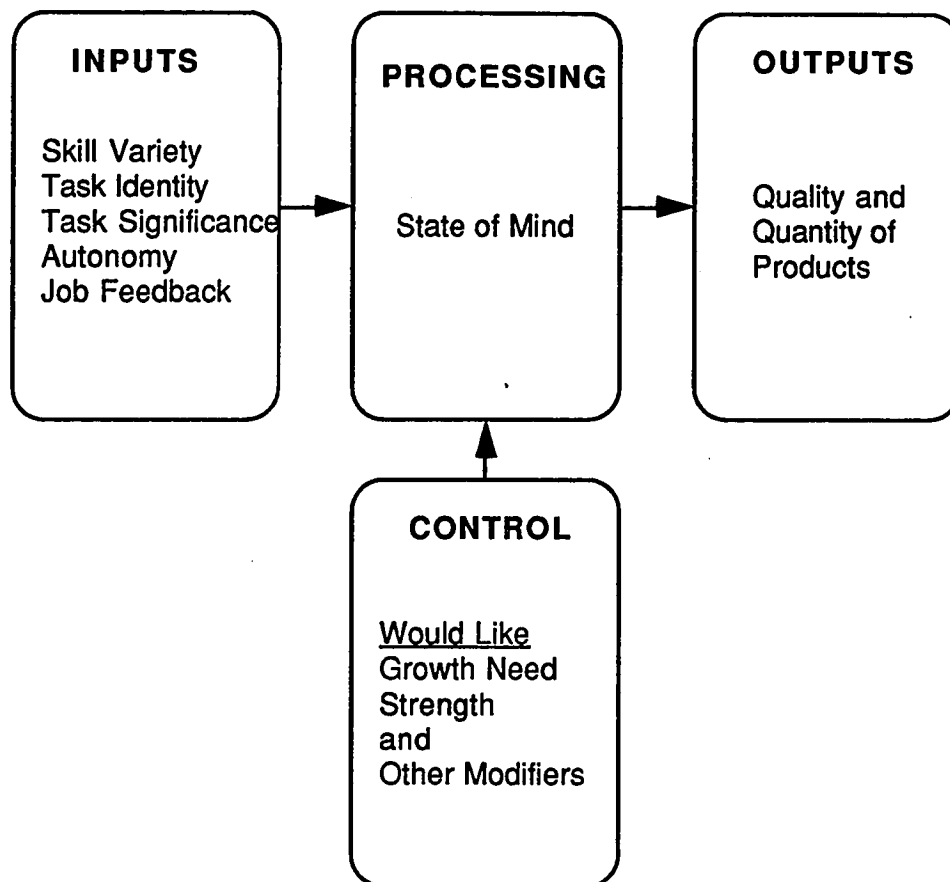 INPUTS
Skill Variety
Task Identity
Task Significance
Autonomy
Job Feedback
PROCESSING
State of Mind
OUTPUTS
Quality and
Quantity of
Products
CONTROL
Would Like
Growth Need
Strength
and
Other Modifiers